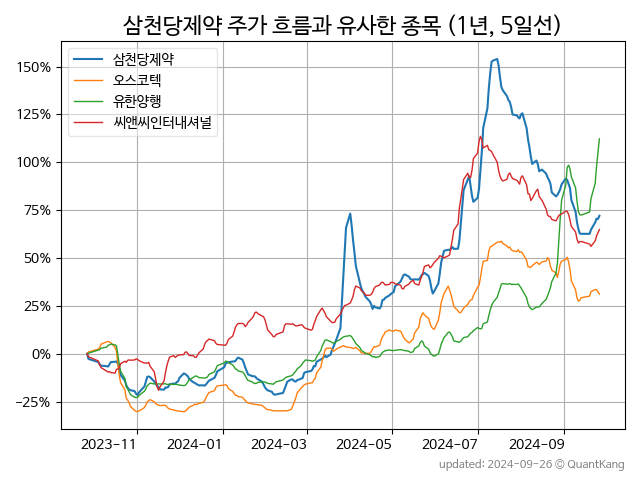 삼천당제약 주가 흐름과 유사한 종목 (1년, 5일선)
삼천당제약
오스코텍
유한양행
씨앤씨인터내셔널
150%
125%
100%
75%
50%
25%
0%
−25%
2023-11
2024-01
2024-03
2024-05
2024-07
2024-09
updated: 2024-09-26 © QuantKang